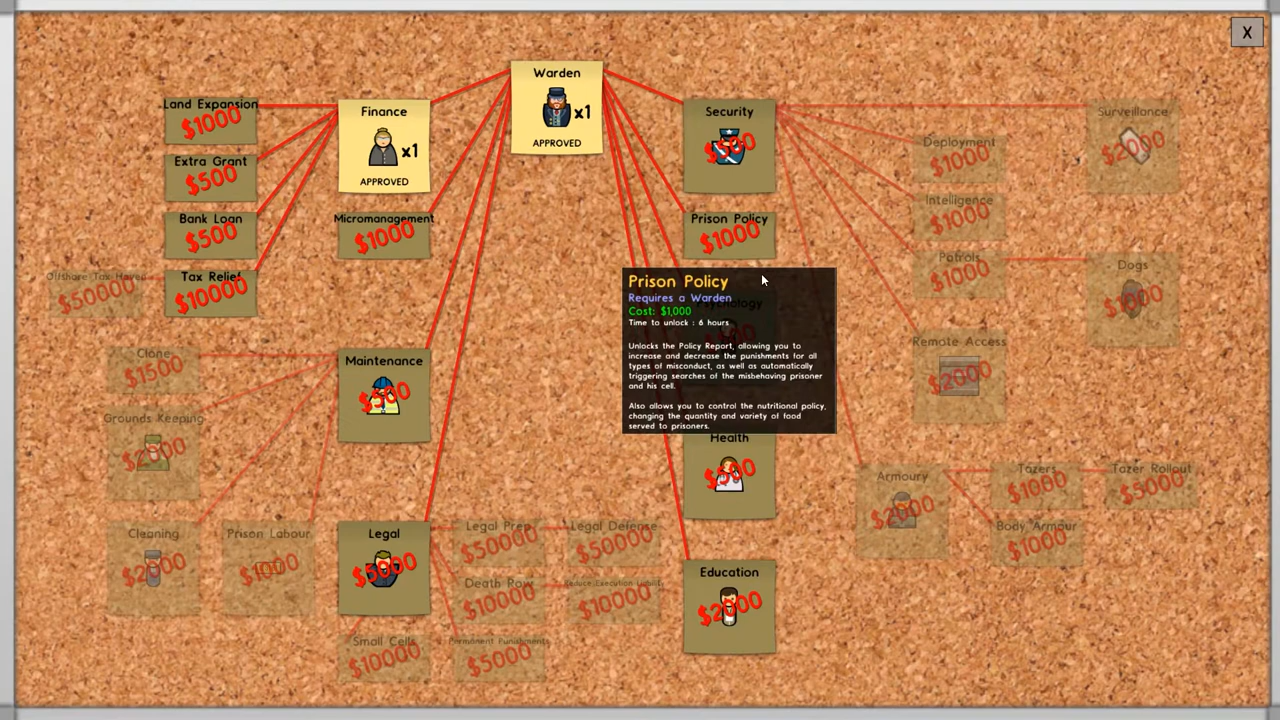 X
Warden
x1
APPROVED
Land Expansion
$1000
Extra Grant
$500
Bank Loan
$500
Offshore Tax Haven
$50000
Tax Relief
$10000
Finance
x1
APPROVED
Micromanagement
$1000
Clone
$1500
Grounds Keeping
$2000
Cleaning
$2000
Prison Labour
$1000
Maintenance
$500
Legal
$5000
Legal Prep
$50000
Legal Defense
$50000
Death Row
$10000
Reduce Execution Liability
$10000
Small Cells
$10000
Permanent Punishments
$5000
Security
$500
Prison Policy
$1000
Prison Policy
Requires a Warden
Cost: $1,000
Time to unlock : 6 hours
Unlocks the Policy Report, allowing you to
increase and decrease the punishments for all
types of misconduct, as well as automatically
triggering searches of the misbehaving prisoner
and his cell.
Also allows you to control the nutritional policy,
changing the quantity and variety of food
served to prisoners.
Psychology
Health
$500
Education
$2000
Deployment
$1000
Intelligence
$1000
Patrols
$1000
Remote Access
$2000
Surveillance
$2000
Dogs
$1000
Armoury
$2000
Tazers
$1000
Tazer Rollout
$5000
Body Armour
$1000